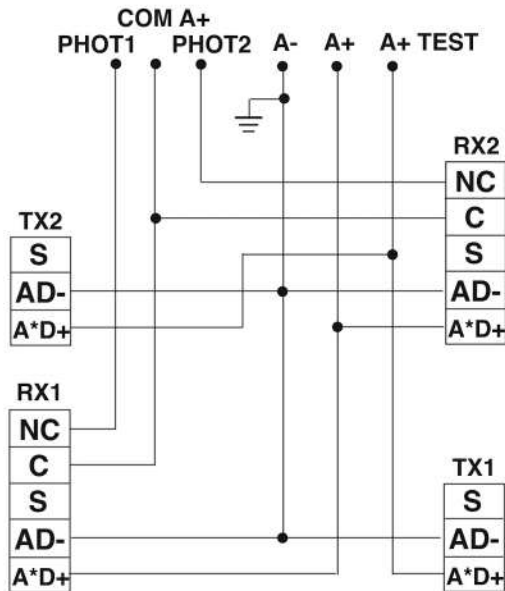 COM A+
PHOT1 PHOT2 A- A+ A+ TEST
RX2
NC
C
S
AD-
A*D+
TX2
S
AD-
A*D+
RX1
NC
C
S
AD-
A*D+
TX1
S
AD-
A*D+